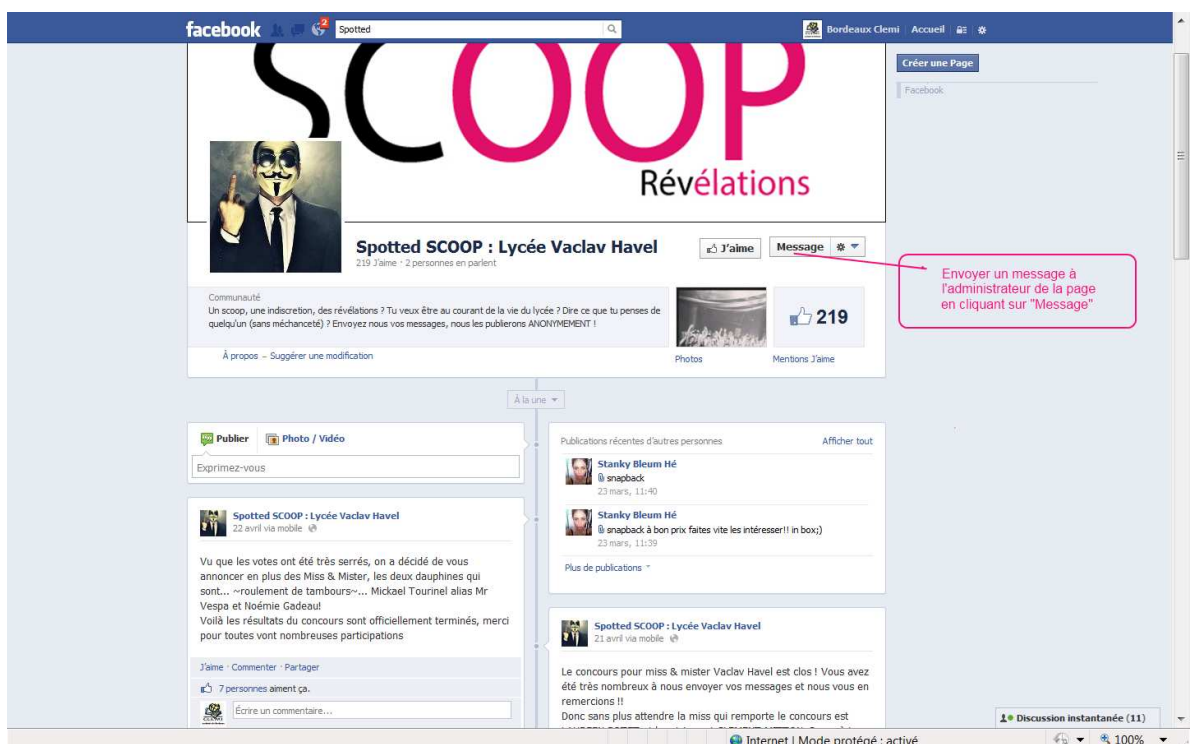 facebook
2
Spotted
Bordeaux Clemi
Accueil
SCOOP
Révélations
Créer une Page
Facebook
Spotted SCOOP : Lycée Vaclav Havel
219 J'aime · 2 personnes en parlent
J'aime
Message
Envoyer un message à
l'administrateur de la page
en cliquant sur "Message"
Communauté
Un scoop, une indiscretion, des révélations ? Tu veux être au courant de la vie du lycée ? Dire ce que tu penses de
quelqu'un (sans méchanceté) ? Envoyez nous vos messages, nous les publierons ANONYMEMENT !
À propos – Suggérer une modification
Photos
219
Mentions J'aime
À la une
Publier
Photo / Vidéo
Exprimez-vous
Spotted SCOOP : Lycée Vaclav Havel
22 avril via mobile
Vu que les votes ont été très serrés, on a décidé de vous
annoncer en plus des Miss & Mister, les deux dauphines qui
sont... ~roulement de tambours~... Mickael Tourinel alias Mr
Vespa et Noémie Gadeau!
Voilà les résultats du concours sont officiellement terminés, merci
pour toutes vont nombreuses participations
J'aime · Commenter · Partager
7 personnes aiment ça.
Écrire un commentaire...
Publications récentes d'autres personnes
Afficher tout
Stanky Bleum Hé
snapback
23 mars, 11:40
Stanky Bleum Hé
snapback à bon prix faites vite les intéresser!! in box;)
23 mars, 11:39
Plus de publications
Spotted SCOOP : Lycée Vaclav Havel
21 avril via mobile
Le concours pour miss & mister Vaclav Havel est clos ! Vous avez
été très nombreux à nous envoyer vos messages et nous vous en
remercions !!
Donc sans plus attendre la miss qui remporte le concours est
Discussion instantanée (11)
Internet | Mode protégé : activé
100%